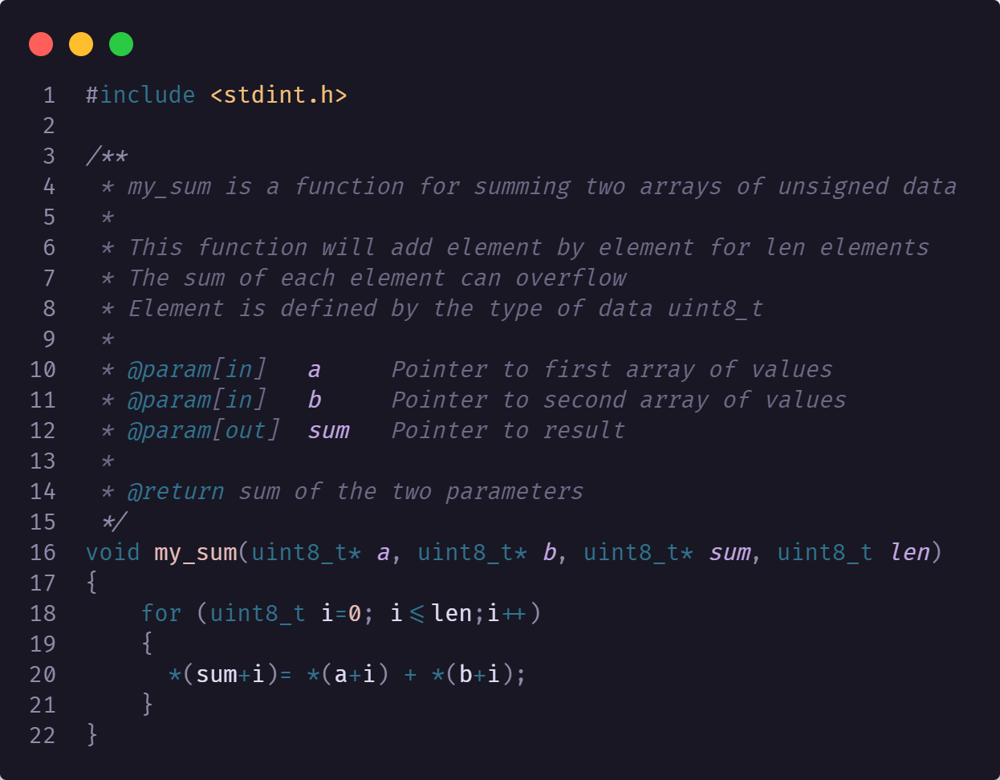 1 #include <stdint.h>
2
3 /**
4  * my_sum is a function for summing two arrays of unsigned data
5  *
6  * This function will add element by element for len elements
7  * The sum of each element can overflow
8  * Element is defined by the type of data uint8_t
9  *
10  * @param[in]   a     Pointer to first array of values
11  * @param[in]   b     Pointer to second array of values
12  * @param[out]  sum   Pointer to result
13  *
14  * @return sum of the two parameters
15  */
16 void my_sum(uint8_t* a, uint8_t* b, uint8_t* sum, uint8_t len)
17 {
18     for (uint8_t i=0; i<=len;i++)
19     {
20       *(sum+i)= *(a+i) + *(b+i);
21     }
22 }